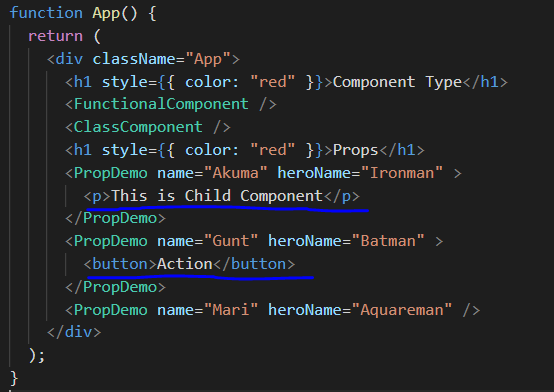 function App() {
return (
<div className="App">
<h1 style={{ color: "red" }}>Component Type</h1>
<FunctionalComponent />
<ClassComponent />
<h1 style={{ color: "red" }}>Props</h1>
<PropDemo name="Akuma" heroName="Ironman" >
<p>This is Child Component</p>
</PropDemo>
<PropDemo name="Gunt" heroName="Batman" >
<button>Action</button>
</PropDemo>
<PropDemo name="Mari" heroName="Aquareman" />
</div>
);
}